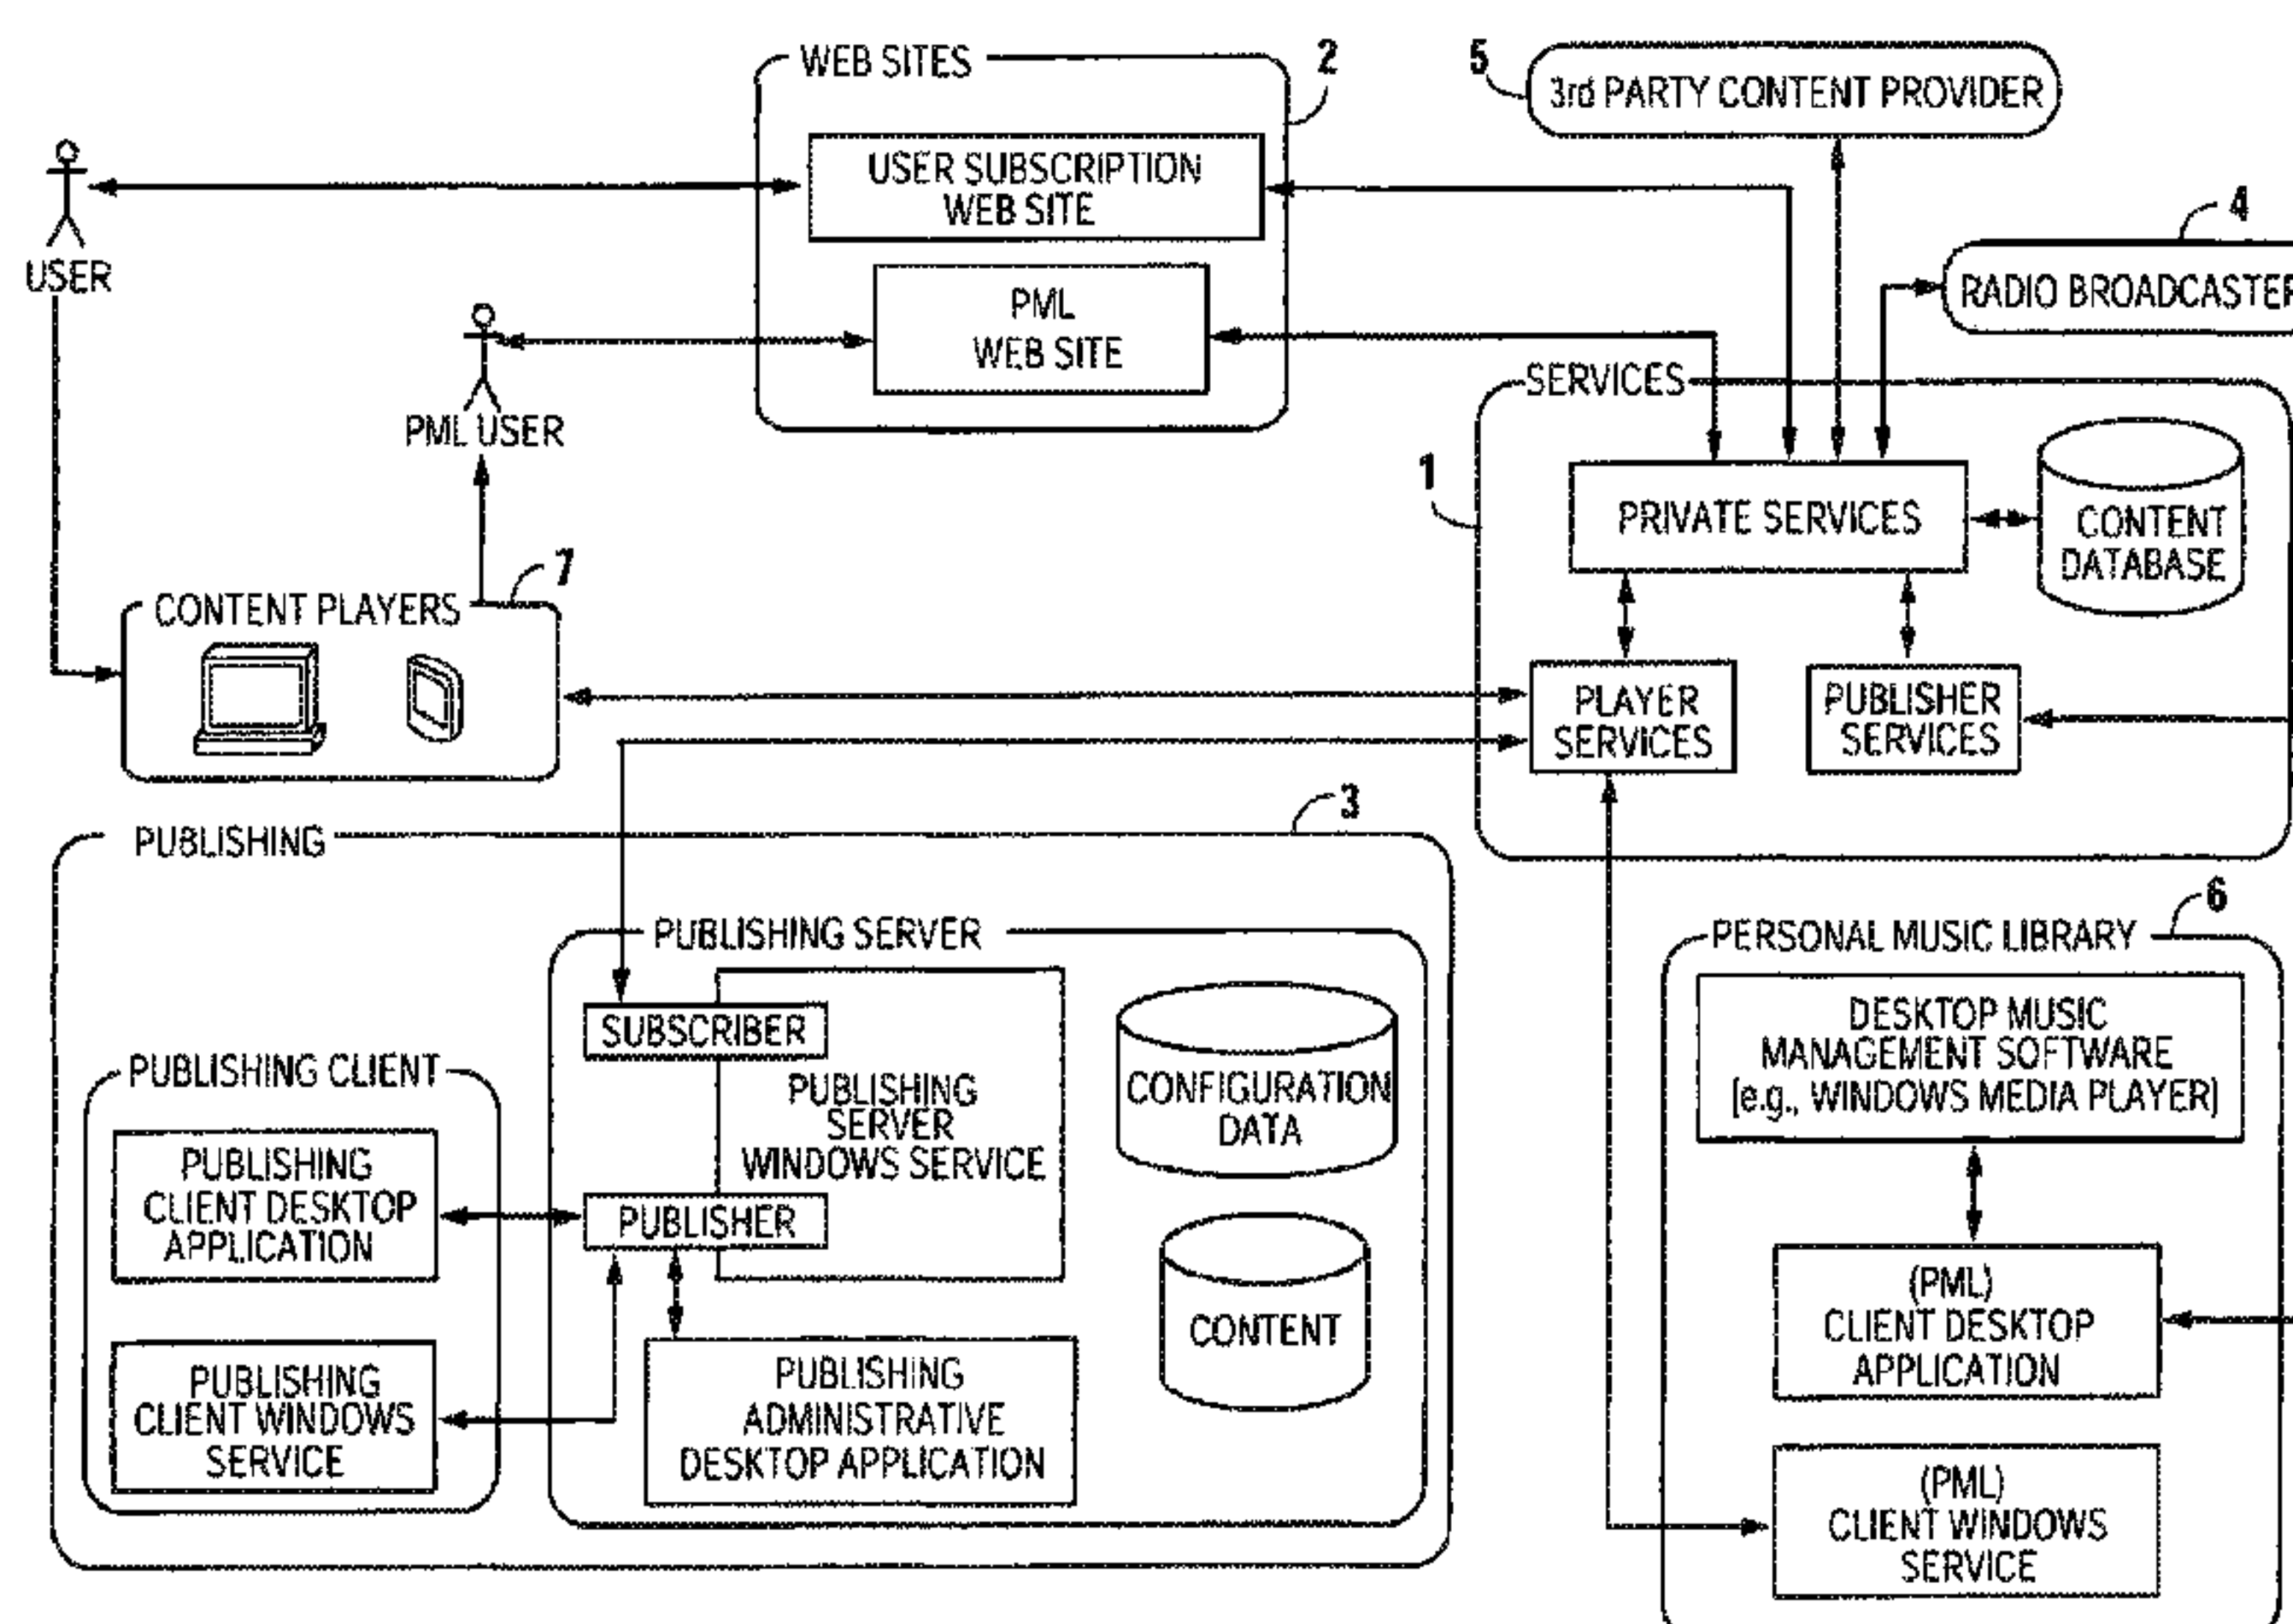 WEB SITES
2
5
3rd PARTY CONTENT PROVIDER
USER SUBSCRIPTION
WEB SITE
4
USER
PML
WEB SITE
RADIO BROADCASTER
PML USER
SERVICES
1
PRIVATE SERVICES
CONTENT
DATABASE
7
CONTENT PLAYERS
PLAYER
SERVICES
PUBLISHER
SERVICES
3
PUBLISHING
6
PUBLISHING SERVER
PERSONAL MUSIC LIBRARY
SUBSCRIBER
DESKTOP MUSIC
MANAGEMENT SOFTWARE
(e.g., WINDOWS MEDIA PLAYER)
PUBLISHING CLIENT
PUBLISHING
SERVER
WINDOWS SERVICE
CONFIGURATION
DATA
PUBLISHING
CLIENT DESKTOP
APPLICATION
PUBLISHER
CONTENT
(PML)
CLIENT DESKTOP
APPLICATION
PUBLISHING
CLIENT WINDOWS
SERVICE
PUBLISHING
ADMINISTRATIVE
DESKTOP APPLICATION
(PML)
CLIENT WINDOWS
SERVICE